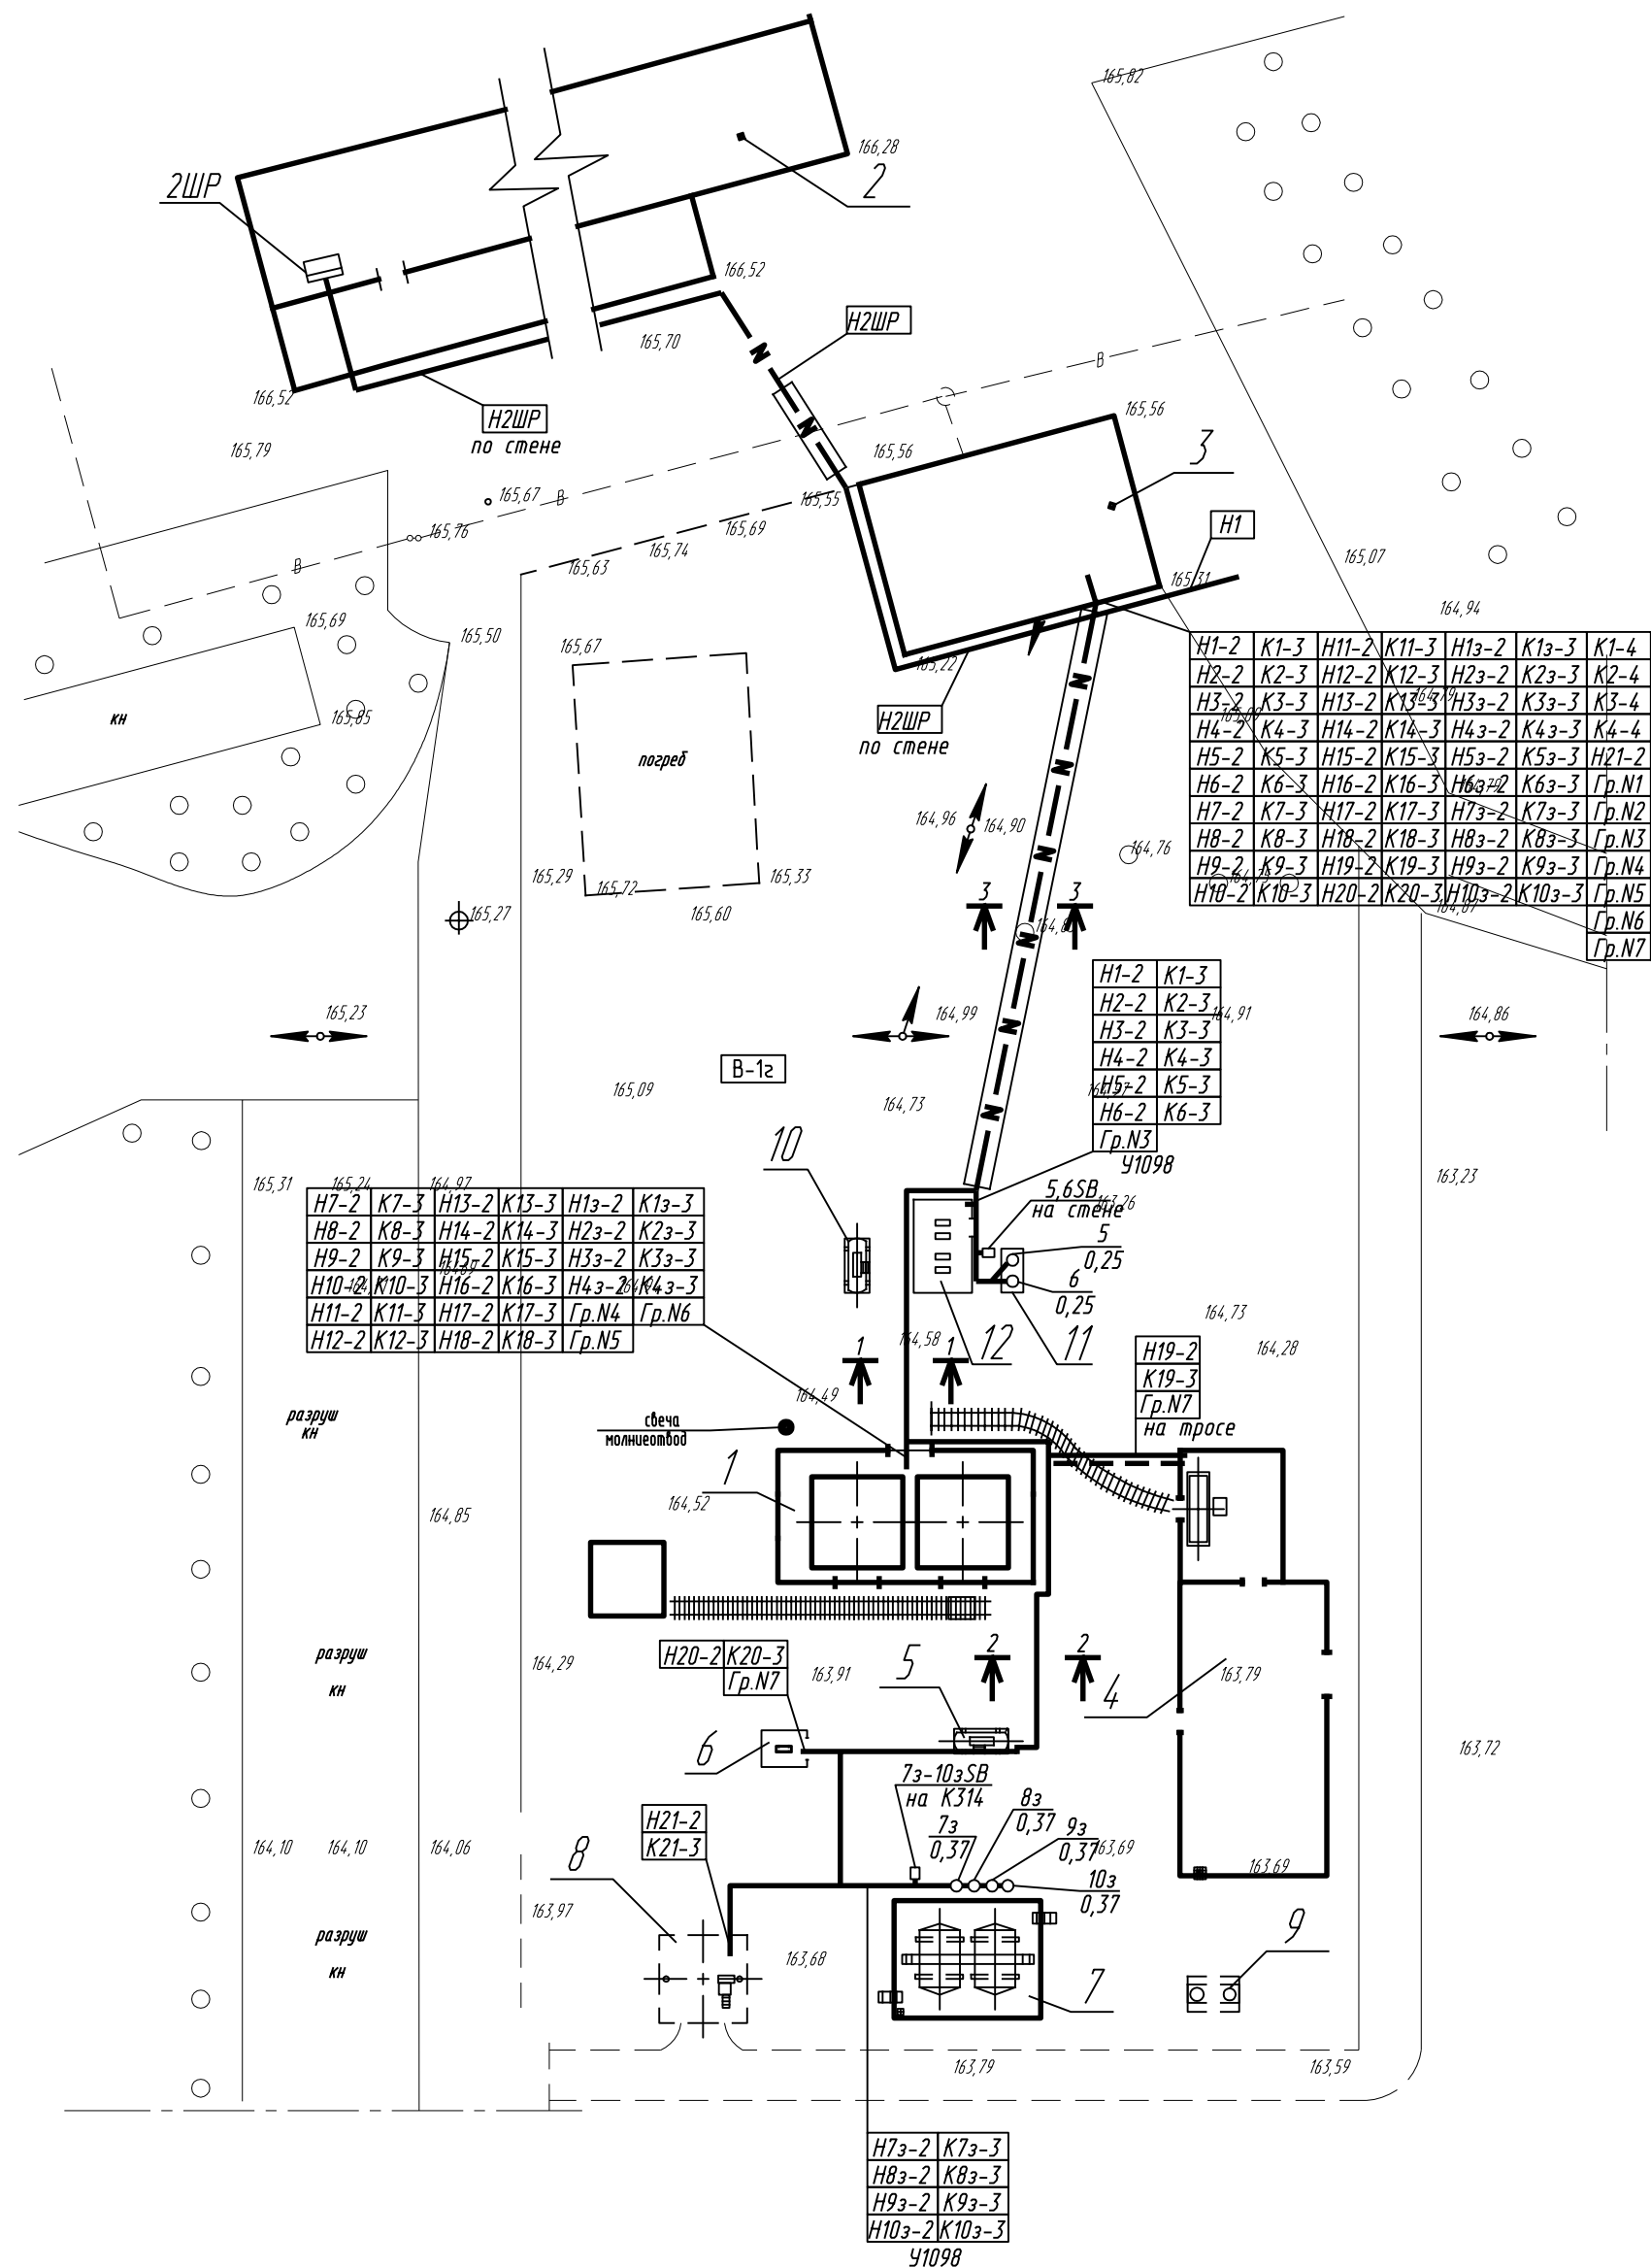 165,82
166,28
2
2ШР
166,52
Н2ШР
165,70
В
166,52
165,56
Н2ШР
по стене
165,79
165,56
3
165,67
В
165,55
Н1
165,76
165,69
165,74
165,07
В
165,63
165,31
164,94
165,69
165,50
165,67
165,22
Н1-2 К1-3 Н11-2 К11-3 Н1з-2 К1з-3 К1-4
Н2-2 К2-3 Н12-2 К12-3 Н2з-2 К2з-3 К2-4
Н3-2 К3-3 Н13-2 К13-3 Н3з-2 К3з-3 К3-4
Н4-2 К4-3 Н14-2 К14-3 Н4з-2 К4з-3 К4-4
Н5-2 К5-3 Н15-2 К15-3 Н5з-2 К5з-3 Н21-2
Н6-2 К6-3 Н16-2 К16-3 Н6з-2 К6з-3 Гр.N1
Н7-2 К7-3 Н17-2 К17-3 Н7з-2 К7з-3 Гр.N2
Н8-2 К8-3 Н18-2 К18-3 Н8з-2 К8з-3 Гр.N3
Н9-2 К9-3 Н19-2 К19-3 Н9з-2 К9з-3 Гр.N4
Н10-2 К10-3 Н20-2 К20-3 Н10з-2 К10з-3 Гр.N5
Гр.N6
Гр.N7
164,79
кн
165,85
Н2ШР
по стене
погреб
164,96
164,90
164,76
165,29
165,72
165,33
164,75
3
3
165,27
165,60
Н1-2 К1-3
Н2-2 К2-3
Н3-2 К3-3
Н4-2 К4-3
Н5-2 К5-3
Н6-2 К6-3
Гр.N3
У1098
165,23
164,99
164,91
164,86
В-1г
165,09
164,73
10
165,31
165,24
164,97
5,6SB
на стене
163,26
163,23
Н7-2 К7-3 Н13-2 К13-3 Н1з-2 К1з-3
Н8-2 К8-3 Н14-2 К14-3 Н2з-2 К2з-3
Н9-2 К9-3 Н15-2 К15-3 Н3з-2 К3з-3
Н10-2 К10-3 Н16-2 К16-3 Н4з-2 К4з-3
Н11-2 К11-3 Н17-2 К17-3 Гр.N4 Гр.N6
Н12-2 К12-3 Н18-2 К18-3 Гр.N5
5
0,25
6
0,25
164,73
164,58
12
11
164,28
1
1
Н19-2
К19-3
Гр.N7
на тросе
164,49
разруш
кн
свеча
молниеотвод
1
164,52
164,85
2
2
разруш
кн
164,29
Н20-2 К20-3
Гр.N7
163,91
5
4
163,79
6
163,72
7з-10зSB
на К314
8з
0,37
7з
0,37
9з
0,37
163,69
10з
0,37
Н21-2
К21-3
8
164,10
164,10
164,06
163,69
163,97
разруш
кн
163,68
9
7
163,79
163,59
Н7з-2 К7з-3
Н8з-2 К8з-3
Н9з-2 К9з-3
Н10з-2 К10з-3
У1098